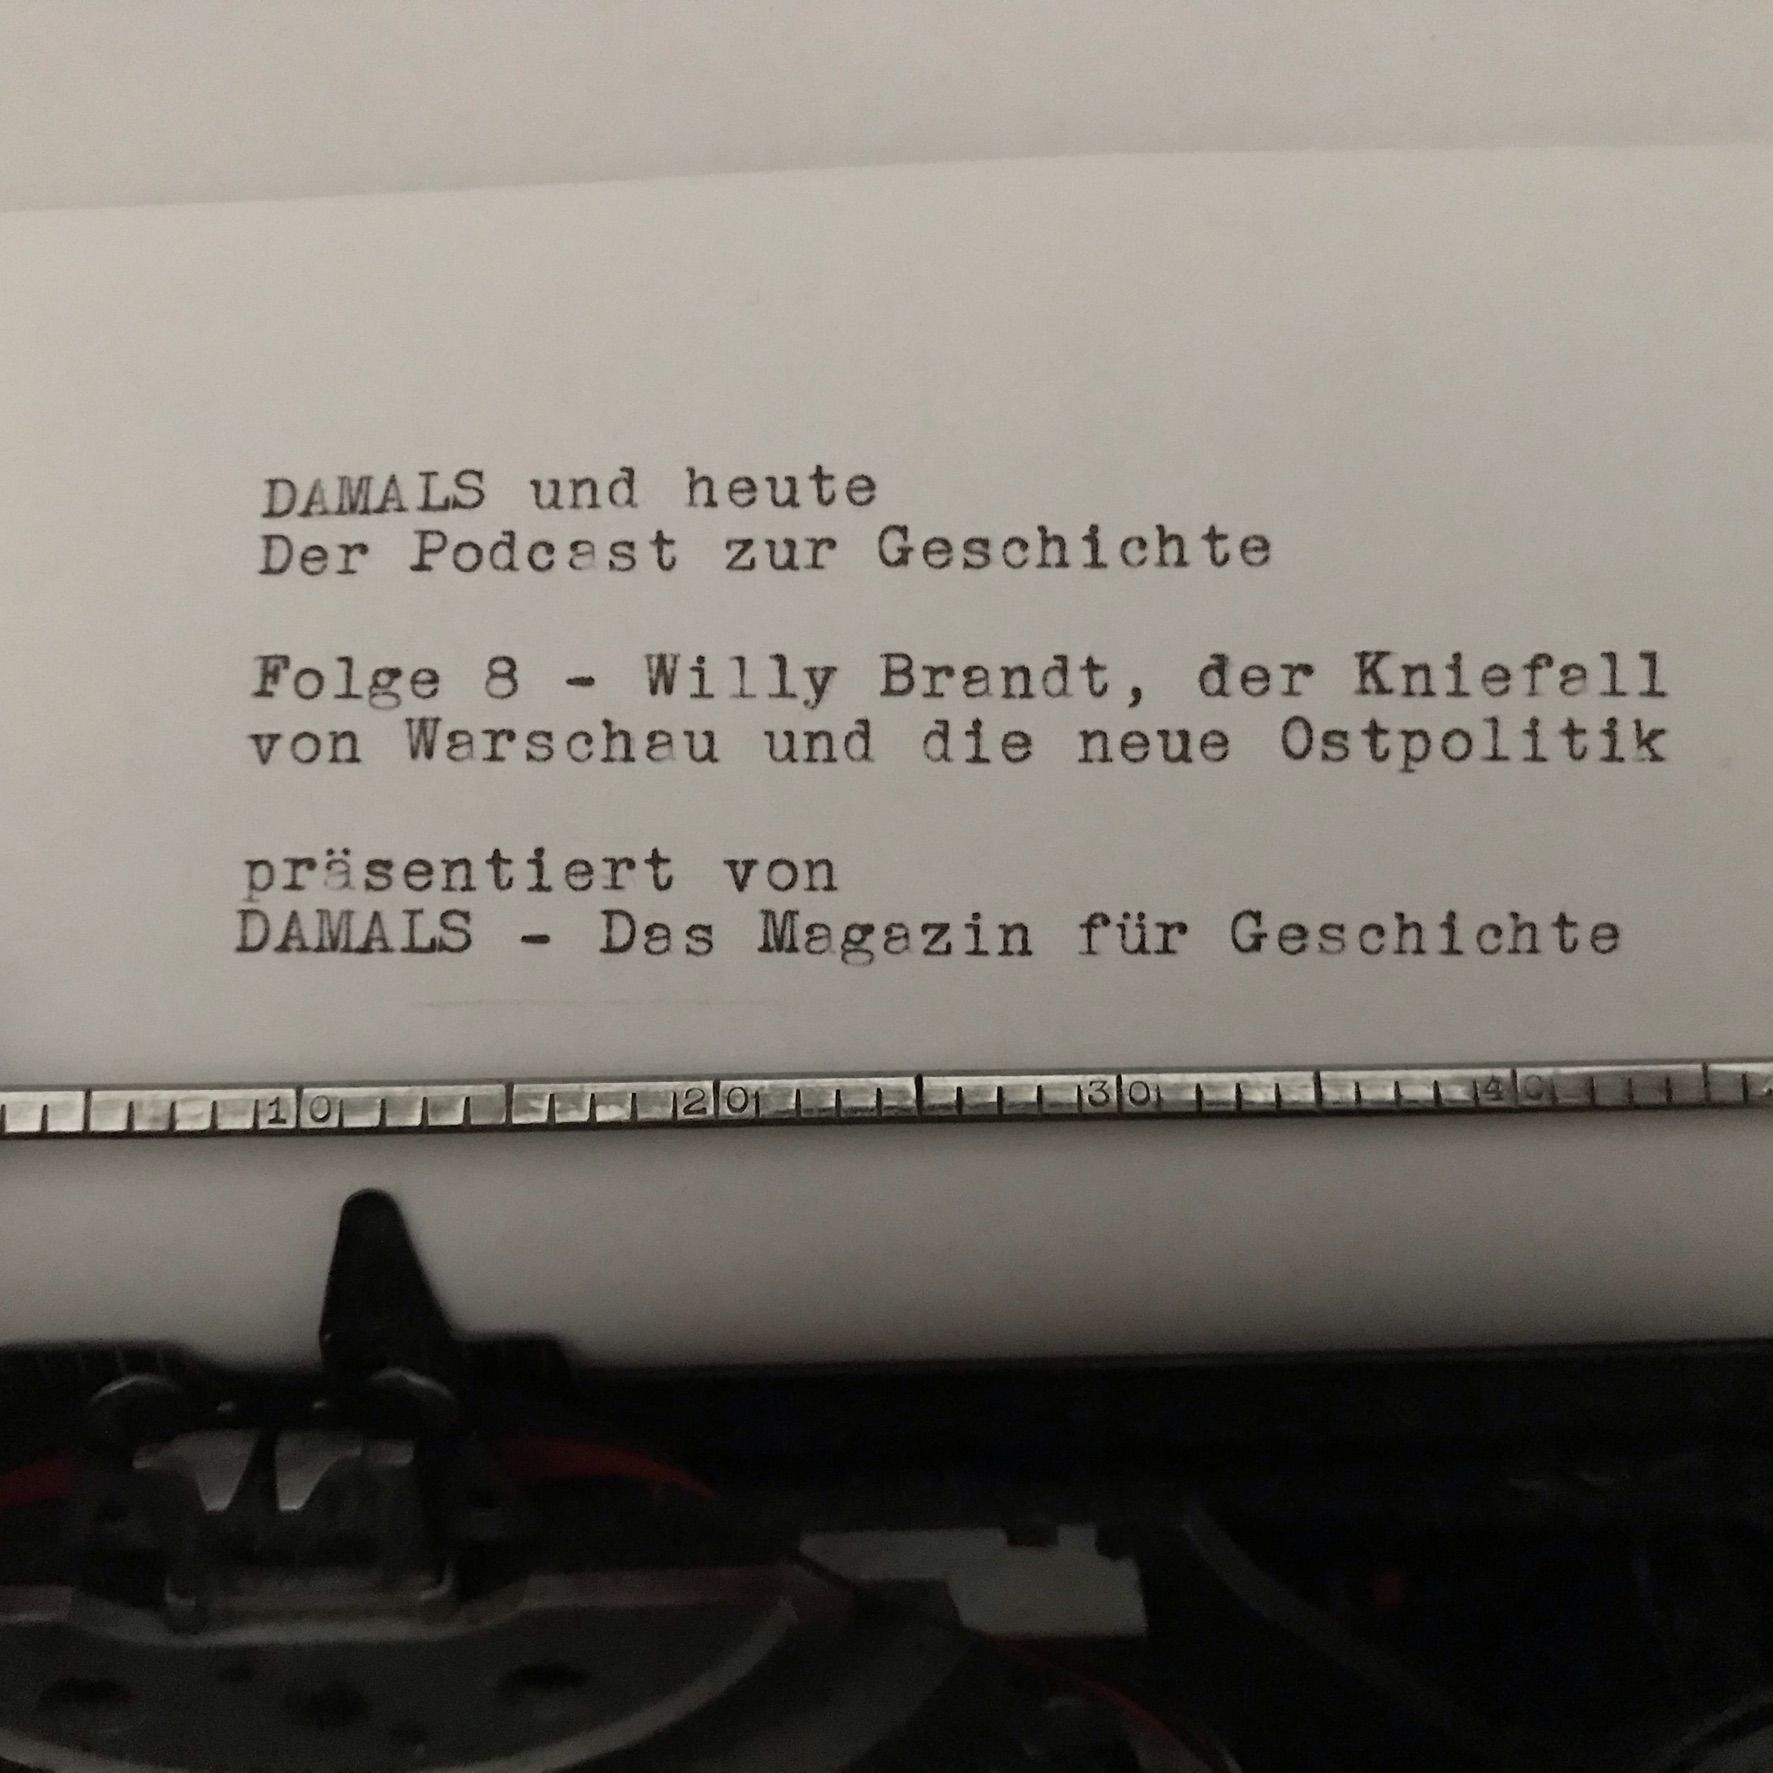 DAMALS und heute
Der Podcast zur Geschichte
Folge 8 - Willy Brandt, der Kniefall
von Warschau und die neue Ostpolitik
präsentiert von
DAMALS - Das Magazin für Geschichte
10 20 30 40